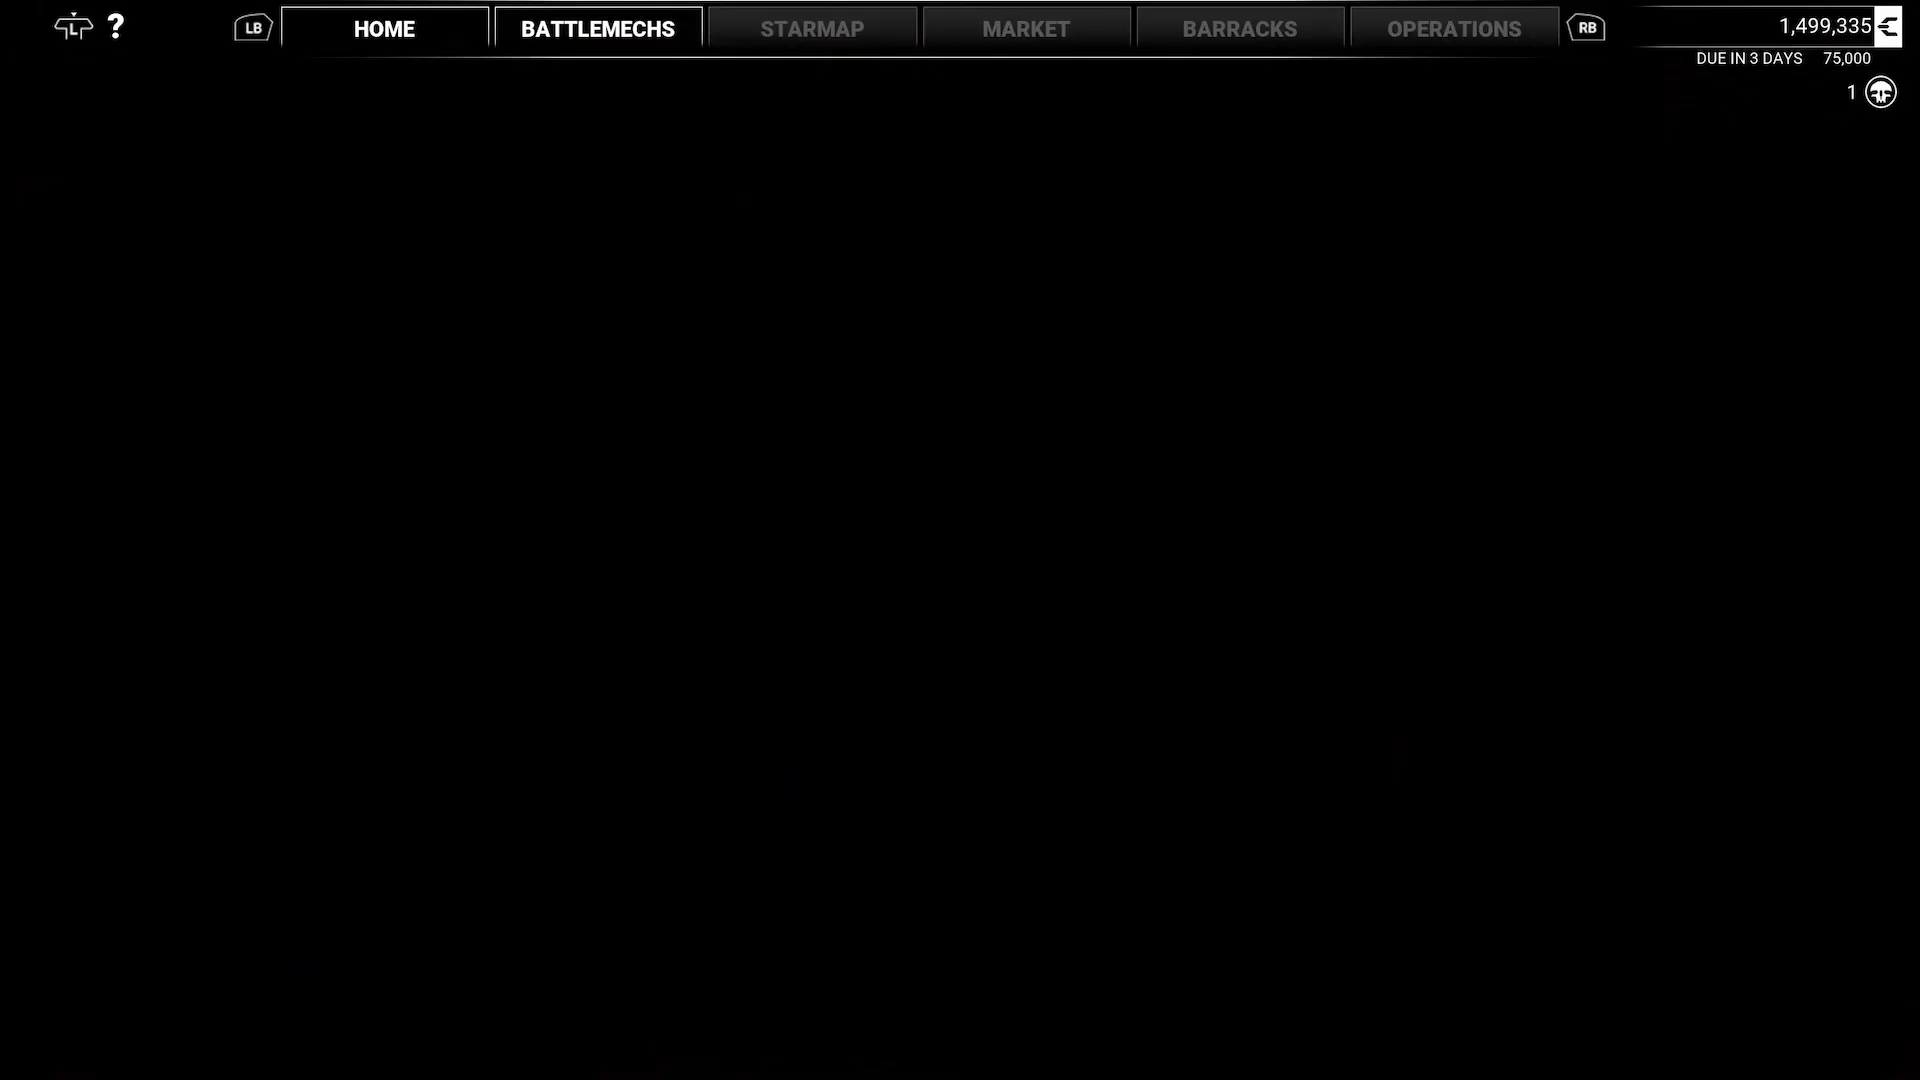 L ? LB HOME BATTLEMECHS STARMAP MARKET BARRACKS OPERATIONS RB 1,499,335
DUE IN 3 DAYS 75,000
1